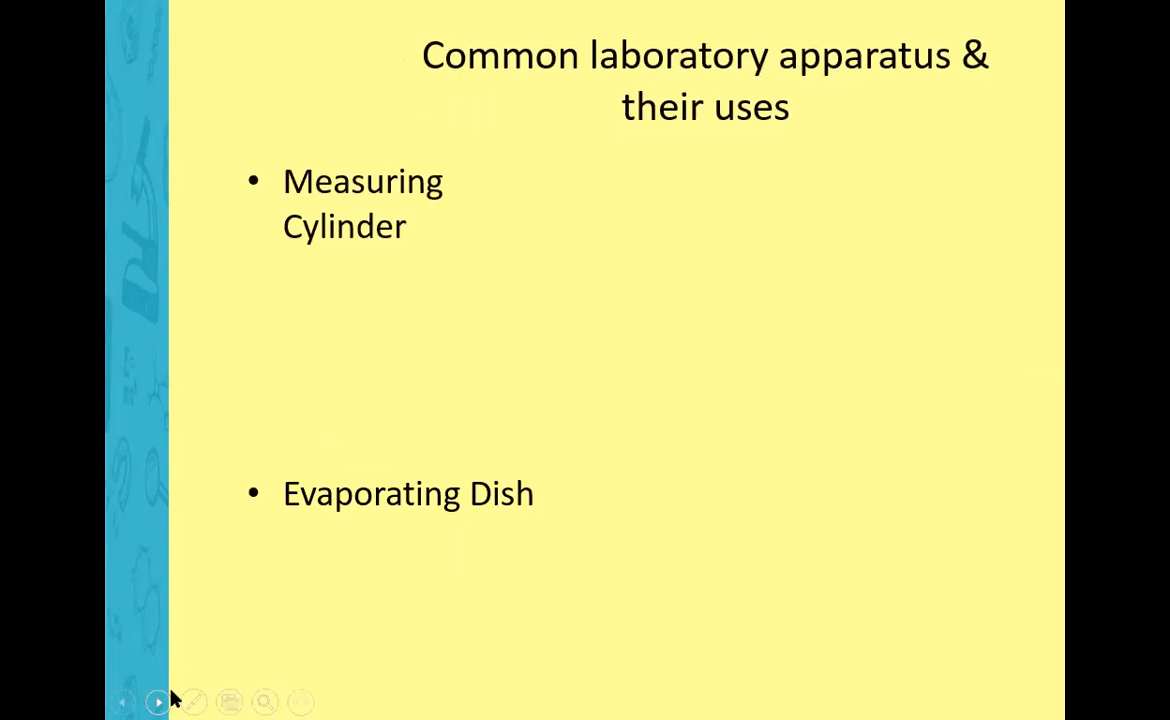 Common laboratory apparatus &
their uses
• Measuring
Cylinder
• Evaporating Dish